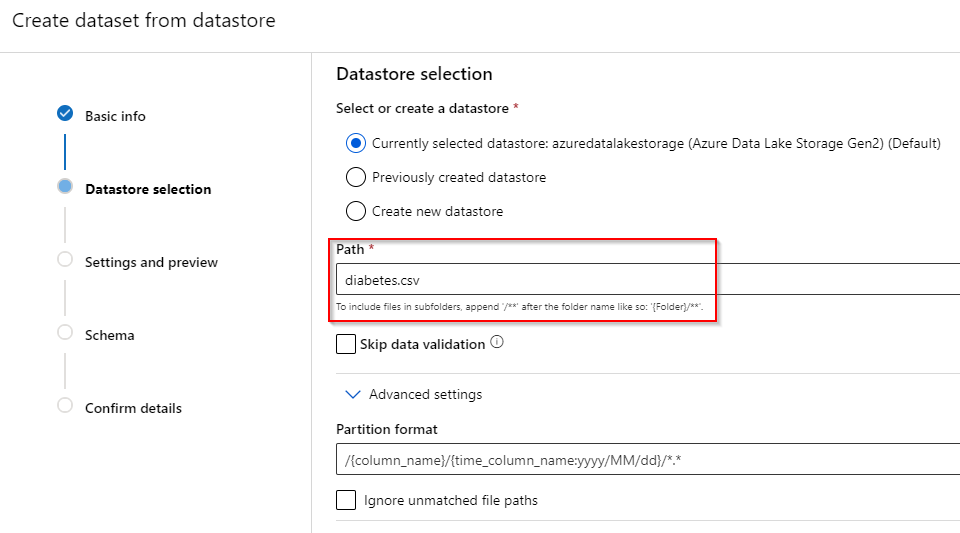 Create dataset from datastore
Basic info
Datastore selection
Settings and preview
Schema
Confirm details
Datastore selection
Select or create a datastore *
Currently selected datastore: azuredatalakestorage (Azure Data Lake Storage Gen2) (Default)
Previously created datastore
Create new datastore
Path *
diabetes.csv
To include files in subfolders, append '/**' after the folder name like so: '{Folder}/**'.
Skip data validation
Advanced settings
Partition format
/{column_name}/{time_column_name:yyyy/MM/dd}/*.*
Ignore unmatched file paths